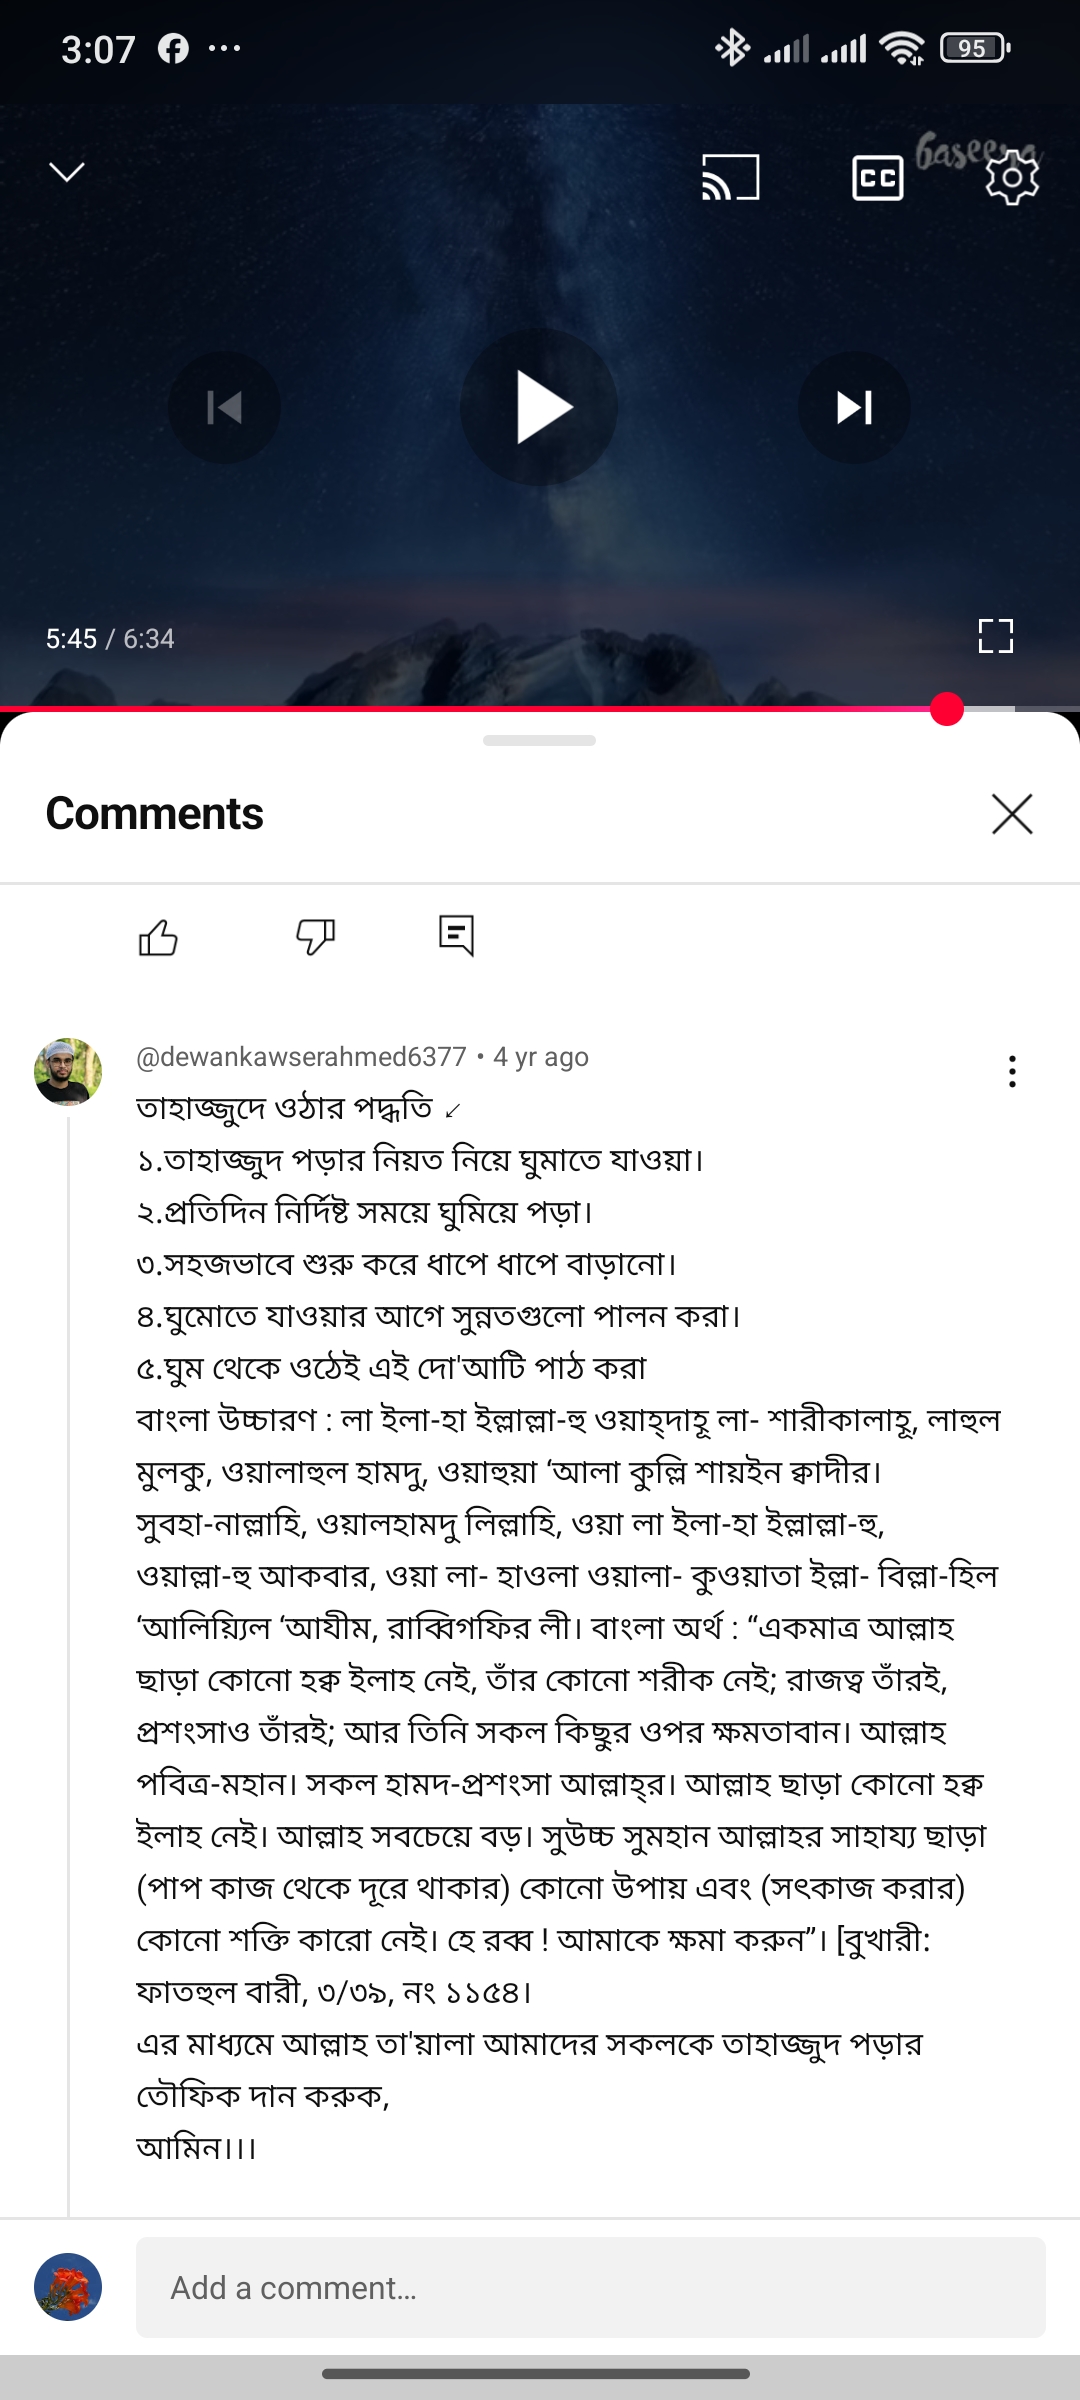 3:07
95
baseera
CC
5:45 / 6:34
Comments
@dewankawserahmed6377 • 4 yr ago
তাহাজ্জুদে ওঠার পদ্ধতি ↙
১.তাহাজ্জুদ পড়ার নিয়ত নিয়ে ঘুমাতে যাওয়া।
২.প্রতিদিন নির্দিষ্ট সময়ে ঘুমিয়ে পড়া।
৩.সহজভাবে শুরু করে ধাপে ধাপে বাড়ানো।
৪.ঘুমোতে যাওয়ার আগে সুন্নতগুলো পালন করা।
৫.ঘুম থেকে ওঠেই এই দো'আটি পাঠ করা
বাংলা উচ্চারণ : লা ইলা-হা ইল্লাল্লা-হু ওয়াহ্‌দাহূ লা- শারীকালাহূ, লাহুল
মুলকু, ওয়ালাহুল হামদু, ওয়াহুয়া ‘আলা কুল্লি শায়ইন ক্বাদীর।
সুবহা-নাল্লাহি, ওয়ালহামদু লিল্লাহি, ওয়া লা ইলা-হা ইল্লাল্লা-হু,
ওয়াল্লা-হু আকবার, ওয়া লা- হাওলা ওয়ালা- কুওয়াতা ইল্লা- বিল্লা-হিল
‘আলিয়্যিল ‘আযীম, রাব্বিগফির লী। বাংলা অর্থ : “একমাত্র আল্লাহ
ছাড়া কোনো হক্ব ইলাহ নেই, তাঁর কোনো শরীক নেই; রাজত্ব তাঁরই,
প্রশংসাও তাঁরই; আর তিনি সকল কিছুর ওপর ক্ষমতাবান। আল্লাহ
পবিত্র-মহান। সকল হামদ-প্রশংসা আল্লাহ্‌র। আল্লাহ ছাড়া কোনো হক্ব
ইলাহ নেই। আল্লাহ সবচেয়ে বড়। সুউচ্চ সুমহান আল্লাহর সাহায্য ছাড়া
(পাপ কাজ থেকে দূরে থাকার) কোনো উপায় এবং (সৎকাজ করার)
কোনো শক্তি কারো নেই। হে রব্ব ! আমাকে ক্ষমা করুন”। [বুখারী:
ফাতহুল বারী, ৩/৩৯, নং ১১৫৪।
এর মাধ্যমে আল্লাহ তা'য়ালা আমাদের সকলকে তাহাজ্জুদ পড়ার
তৌফিক দান করুক,
আমিন।।।
Add a comment...